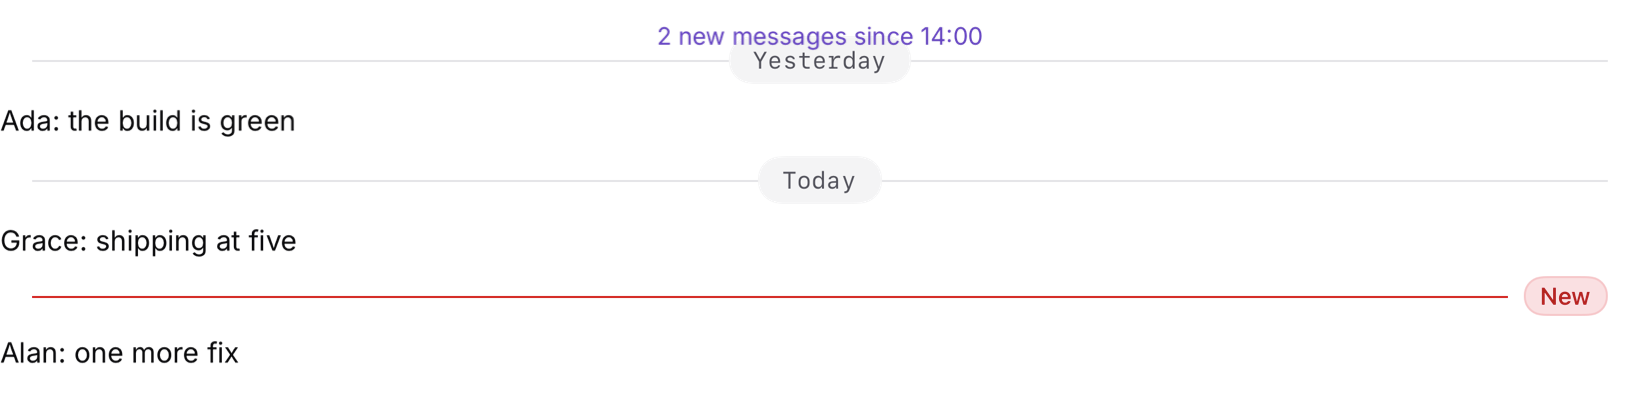 2 new messages since 14:00
Yesterday
Ada: the build is green
Today
Grace: shipping at five
New
Alan: one more fix